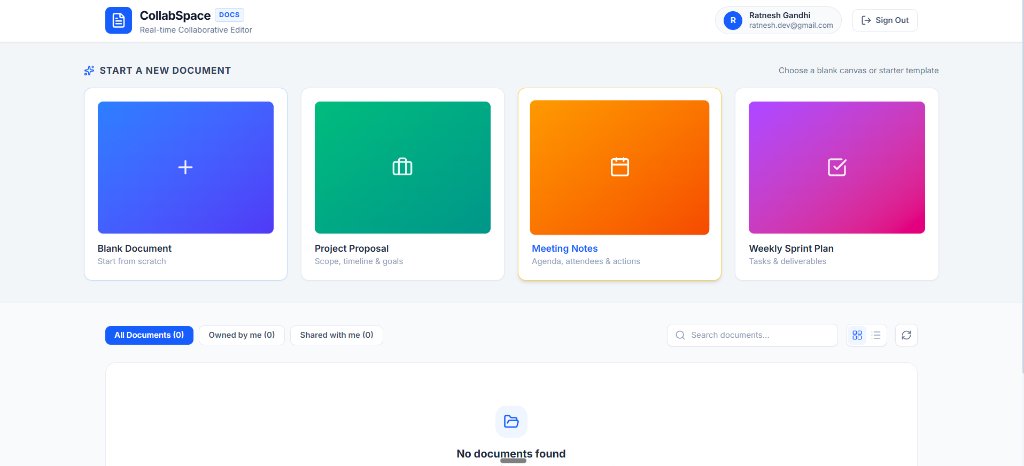 CollabSpace DOCS
Real-time Collaborative Editor
R
Ratnesh Gandhi
ratnesh.dev@gmail.com
Sign Out
START A NEW DOCUMENT
Choose a blank canvas or starter template
Blank Document
Start from scratch
Project Proposal
Scope, timeline & goals
Meeting Notes
Agenda, attendees & actions
Weekly Sprint Plan
Tasks & deliverables
All Documents (0)
Owned by me (0)
Shared with me (0)
Search documents...
No documents found